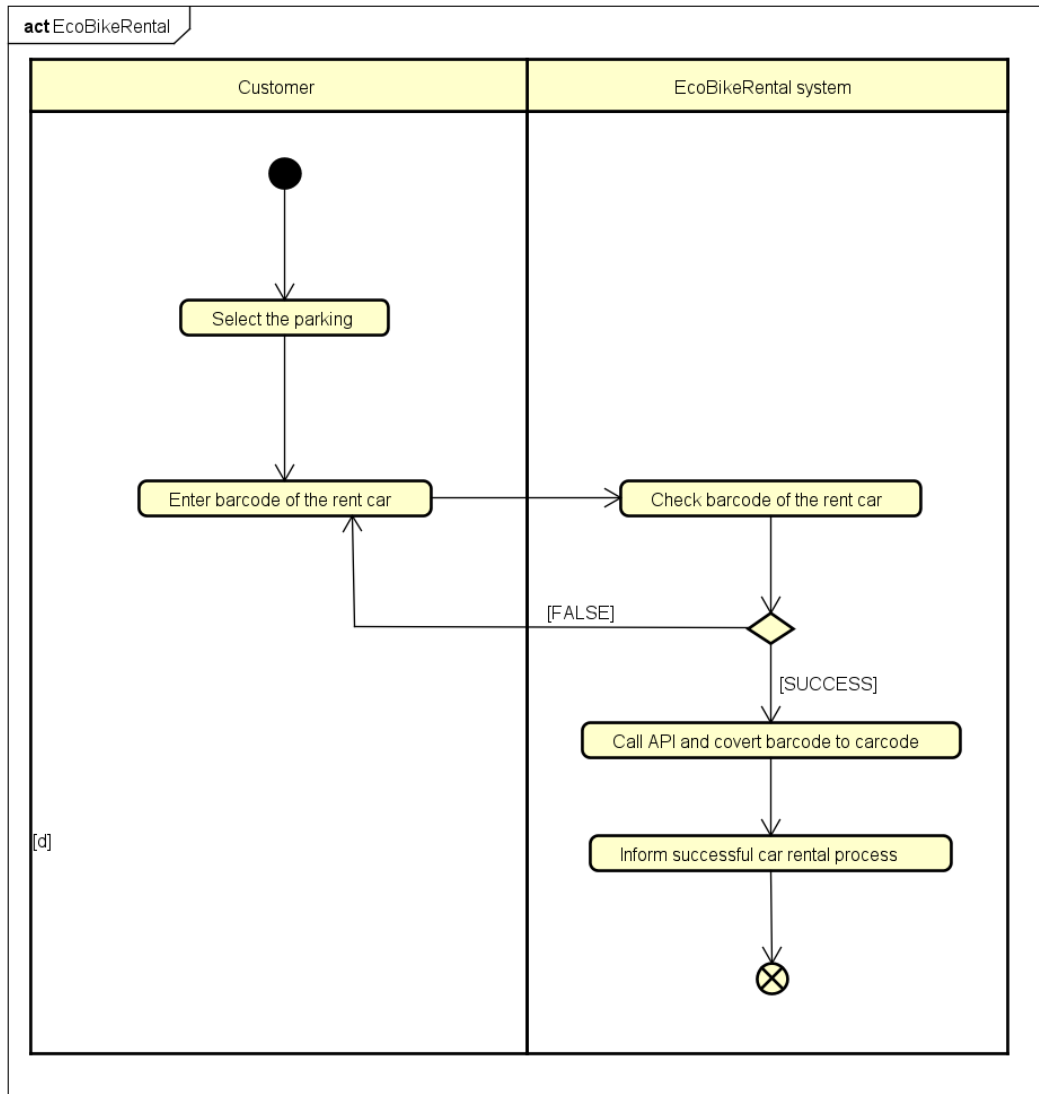 act EcoBikeRental
Customer
EcoBikeRental system
Select the parking
Enter barcode of the rent car
Check barcode of the rent car
[FALSE]
[SUCCESS]
Call API and covert barcode to carcode
[d]
Inform successful car rental process